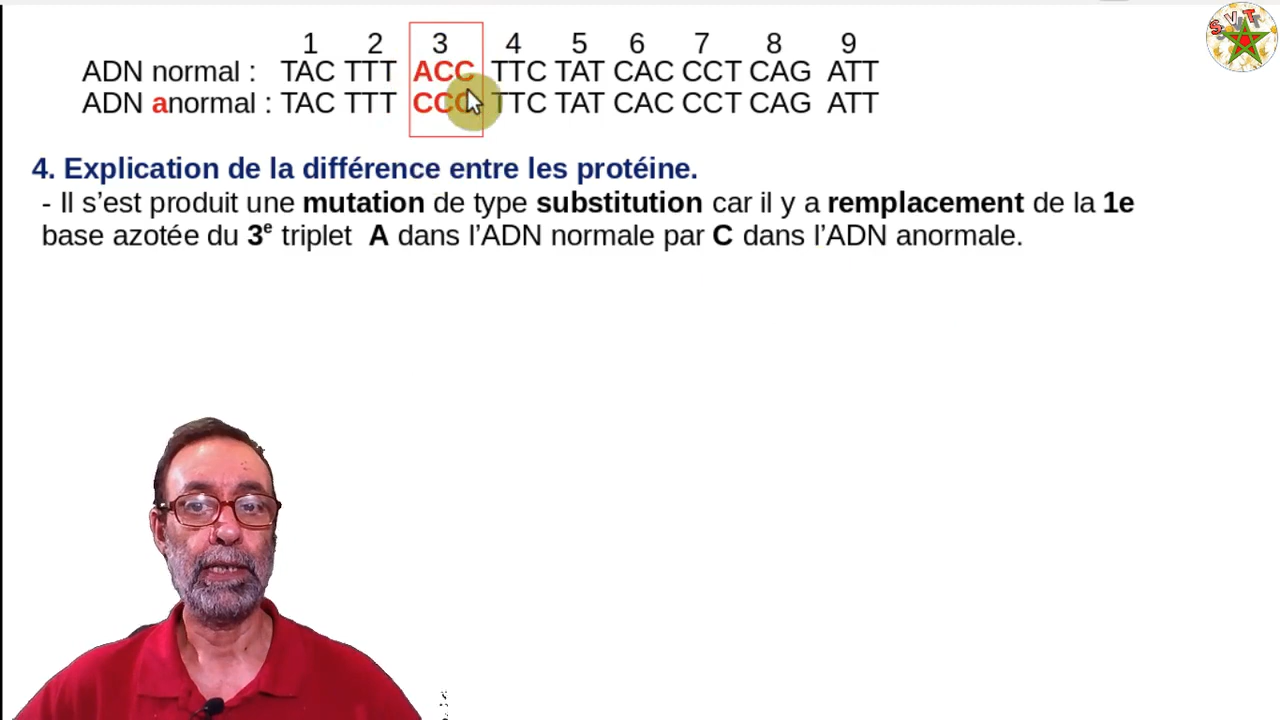 1 2 3 4 5 6 7 8 9
ADN normal : TAC TTT ACC TTC TAT CAC CCT CAG ATT
ADN anormal : TAC TTT CCC TTC TAT CAC CCT CAG ATT
4. Explication de la différence entre les protéine.
- Il s’est produit une mutation de type substitution car il y a remplacement de la 1e
base azotée du 3e triplet A dans l’ADN normale par C dans l’ADN anormale.
SVT